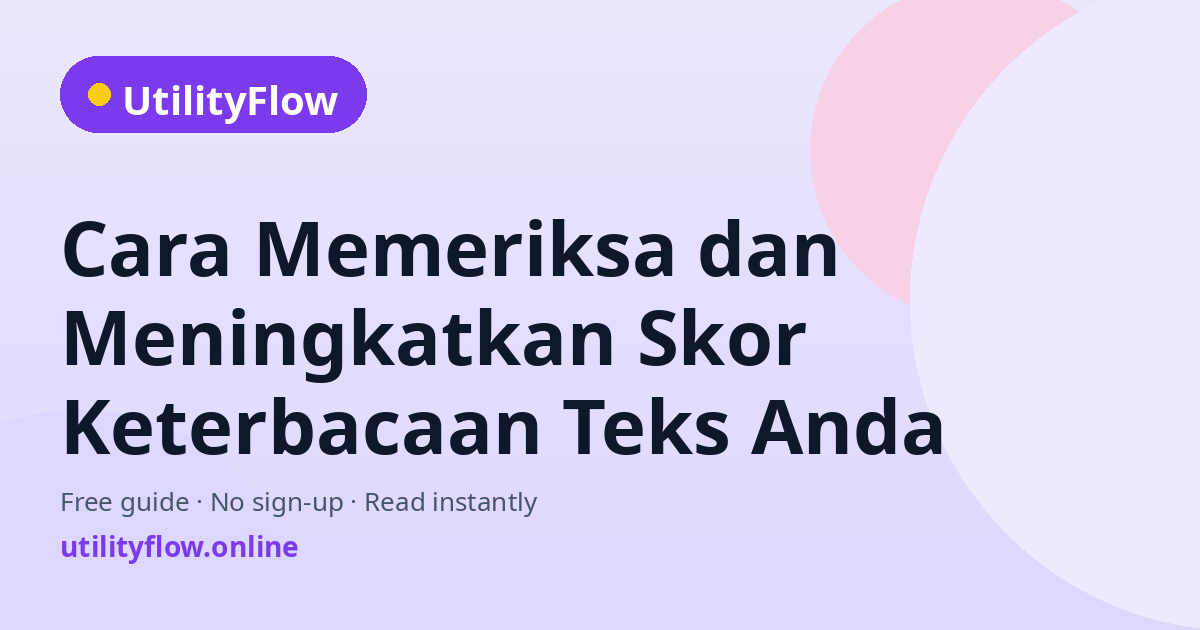 UtilityFlow
Cara Memeriksa dan
Meningkatkan Skor
Keterbacaan Teks Anda
Free guide · No sign-up · Read instantly
utilityflow.online